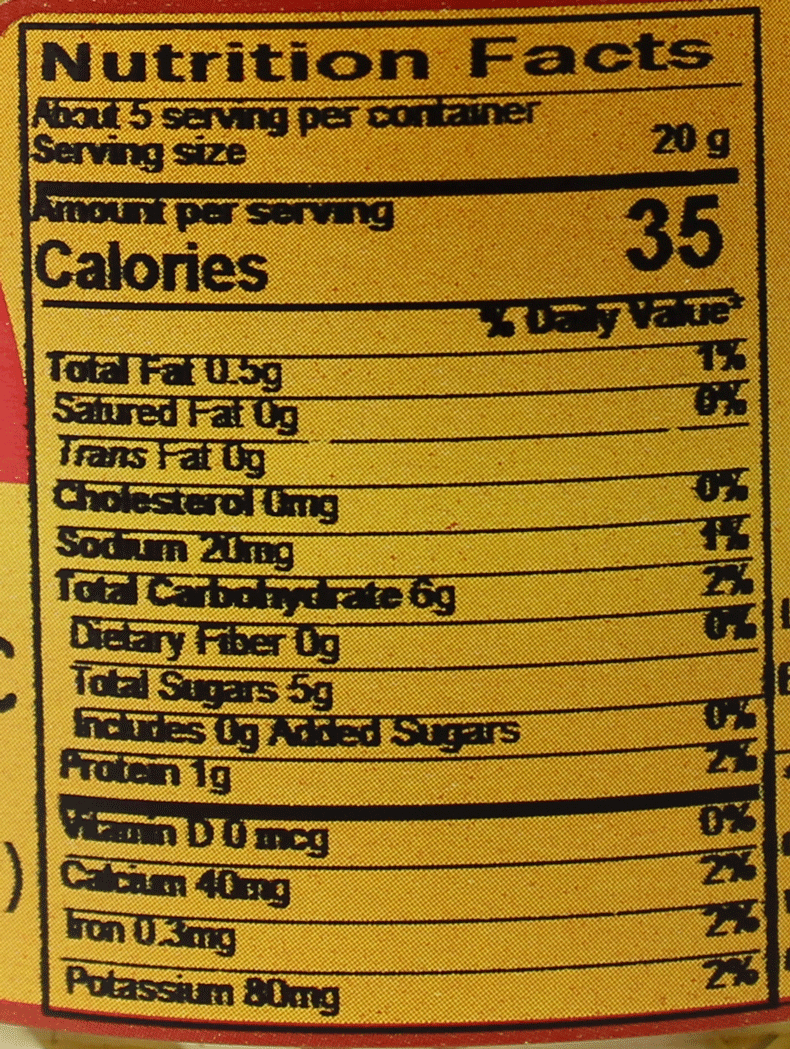 Nutrition Facts
About 5 serving per container
Serving size 20 g
Amount per serving
Calories 35
% Daily Value*
Total Fat 0.5g 1%
Satured Fat 0g 0%
Trans Fat 0g
Cholesterol 0mg 0%
Sodium 20mg 1%
Total Carbohydrate 6g 2%
Dietary Fiber 0g 0%
Total Sugars 5g
Includes 0g Added Sugars 0%
Protein 1g 2%
Vitamin D 0 mcg 0%
Calcium 40mg 2%
Iron 0.3mg 2%
Potassium 80mg 2%